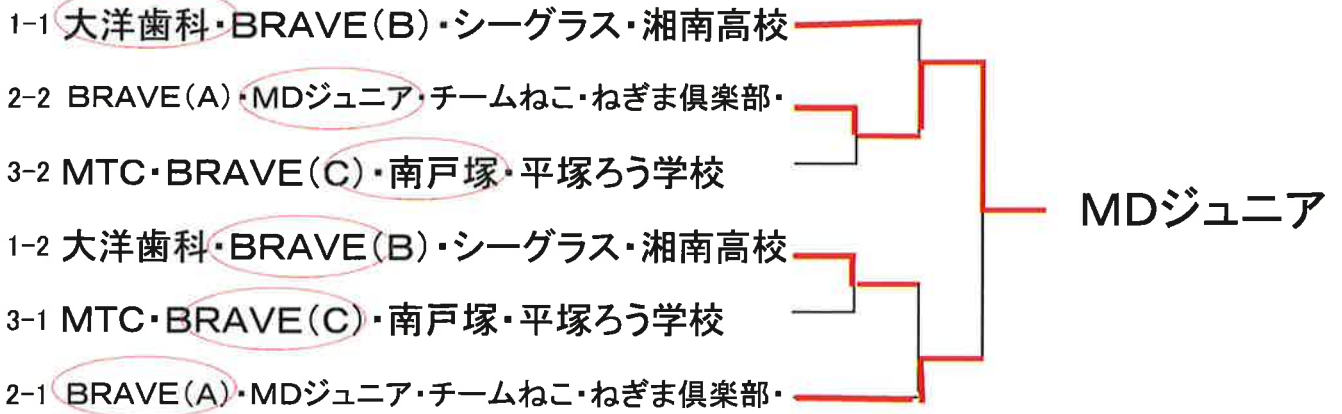 1-1 大洋歯科・BRAVE(B)・シーグラス・湘南高校
2-2 BRAVE(A)・MDジュニア・チームねこ・ねぎま倶楽部・
3-2 MTC・BRAVE(C)・南戸塚・平塚ろう学校
MDジュニア
1-2 大洋歯科・BRAVE(B)・シーグラス・湘南高校
3-1 MTC・BRAVE(C)・南戸塚・平塚ろう学校
2-1 BRAVE(A)・MDジュニア・チームねこ・ねぎま倶楽部・